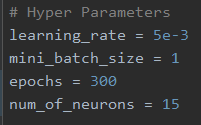 # Hyper Parameters
learning_rate = 5e-3
mini_batch_size = 1
epochs = 300
num_of_neurons = 15